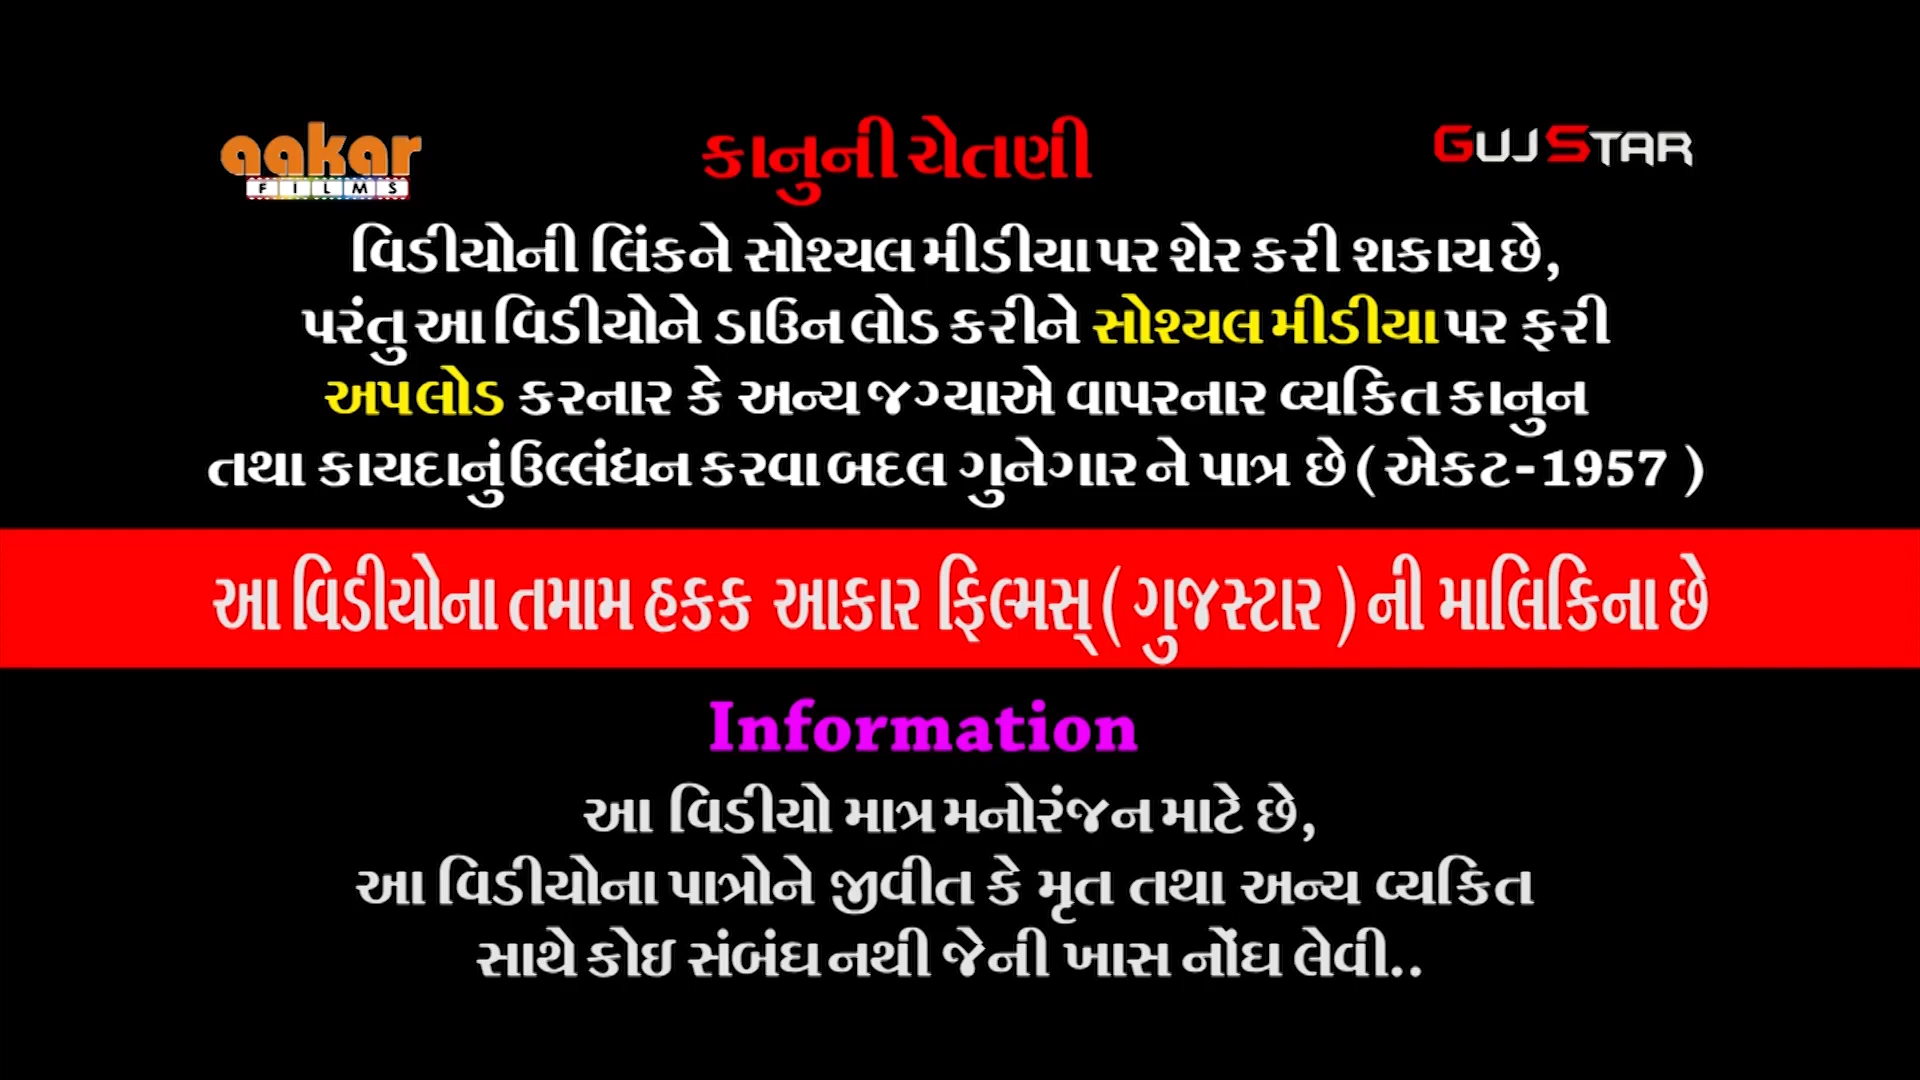 aakar
FILMS
કાનુની ચેતણી
GUJSTAR
વિડીયોની લિંકને સોશ્યલ મીડીયા પર શેર કરી શકાય છે,
પરંતુ આ વિડીયોને ડાઉનલોડ કરીને સોશ્યલ મીડીયા પર ફરી
અપલોડ કરનાર કે અન્ય જગ્યાએ વાપરનાર વ્યકિત કાનુન
તથા કાયદાનું ઉલ્લંઘન કરવા બદલ ગુનેગાર ને પાત્ર છે ( એકટ-1957 )
આ વિડીયોના તમામ હકક આકાર ફિલ્મસ્ ( ગુજસ્ટાર ) ની માલિકિના છે
Information
આ વિડીયો માત્ર મનોરંજન માટે છે,
આ વિડીયોના પાત્રોને જીવીત કે મૃત તથા અન્ય વ્યકિત
સાથે કોઇ સંબંધ નથી જેની ખાસ નોંધ લેવી..